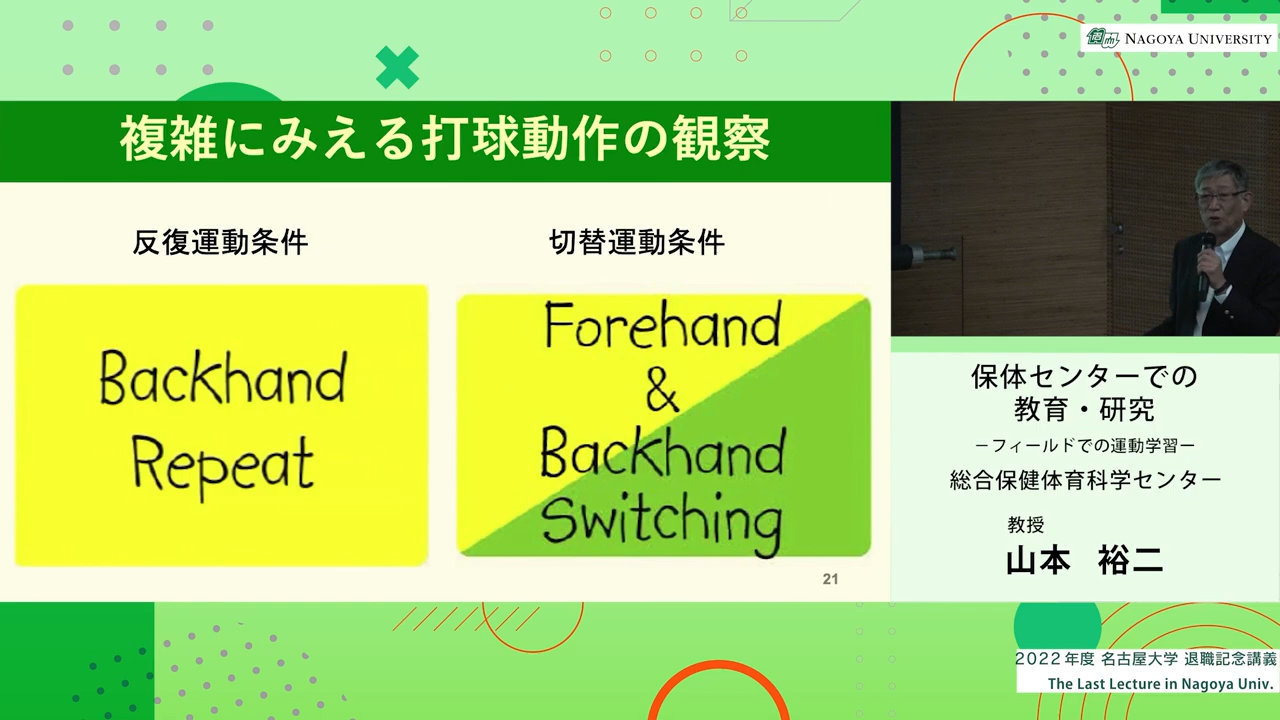 NAGOYA UNIVERSITY
複雑にみえる打球動作の観察
反復運動条件
切替運動条件
Backhand
Repeat
Forehand
&
Backhand
Switching
21
保体センターでの
教育・研究
−フィールドでの運動学習−
総合保健体育科学センター
教授
山本 裕二
2022年度 名古屋大学 退職記念講義
The Last Lecture in Nagoya Univ.